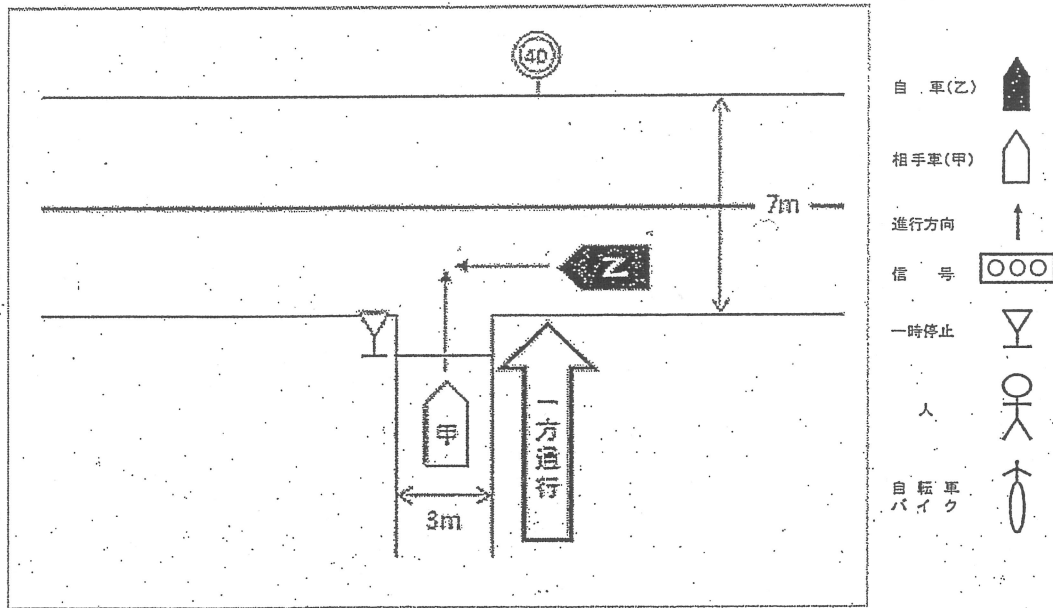 40
7m
乙
甲
一方通行
3m
自 車(乙)
相手車(甲)
進行方向
信 号
一時停止
人
自転車
バイク